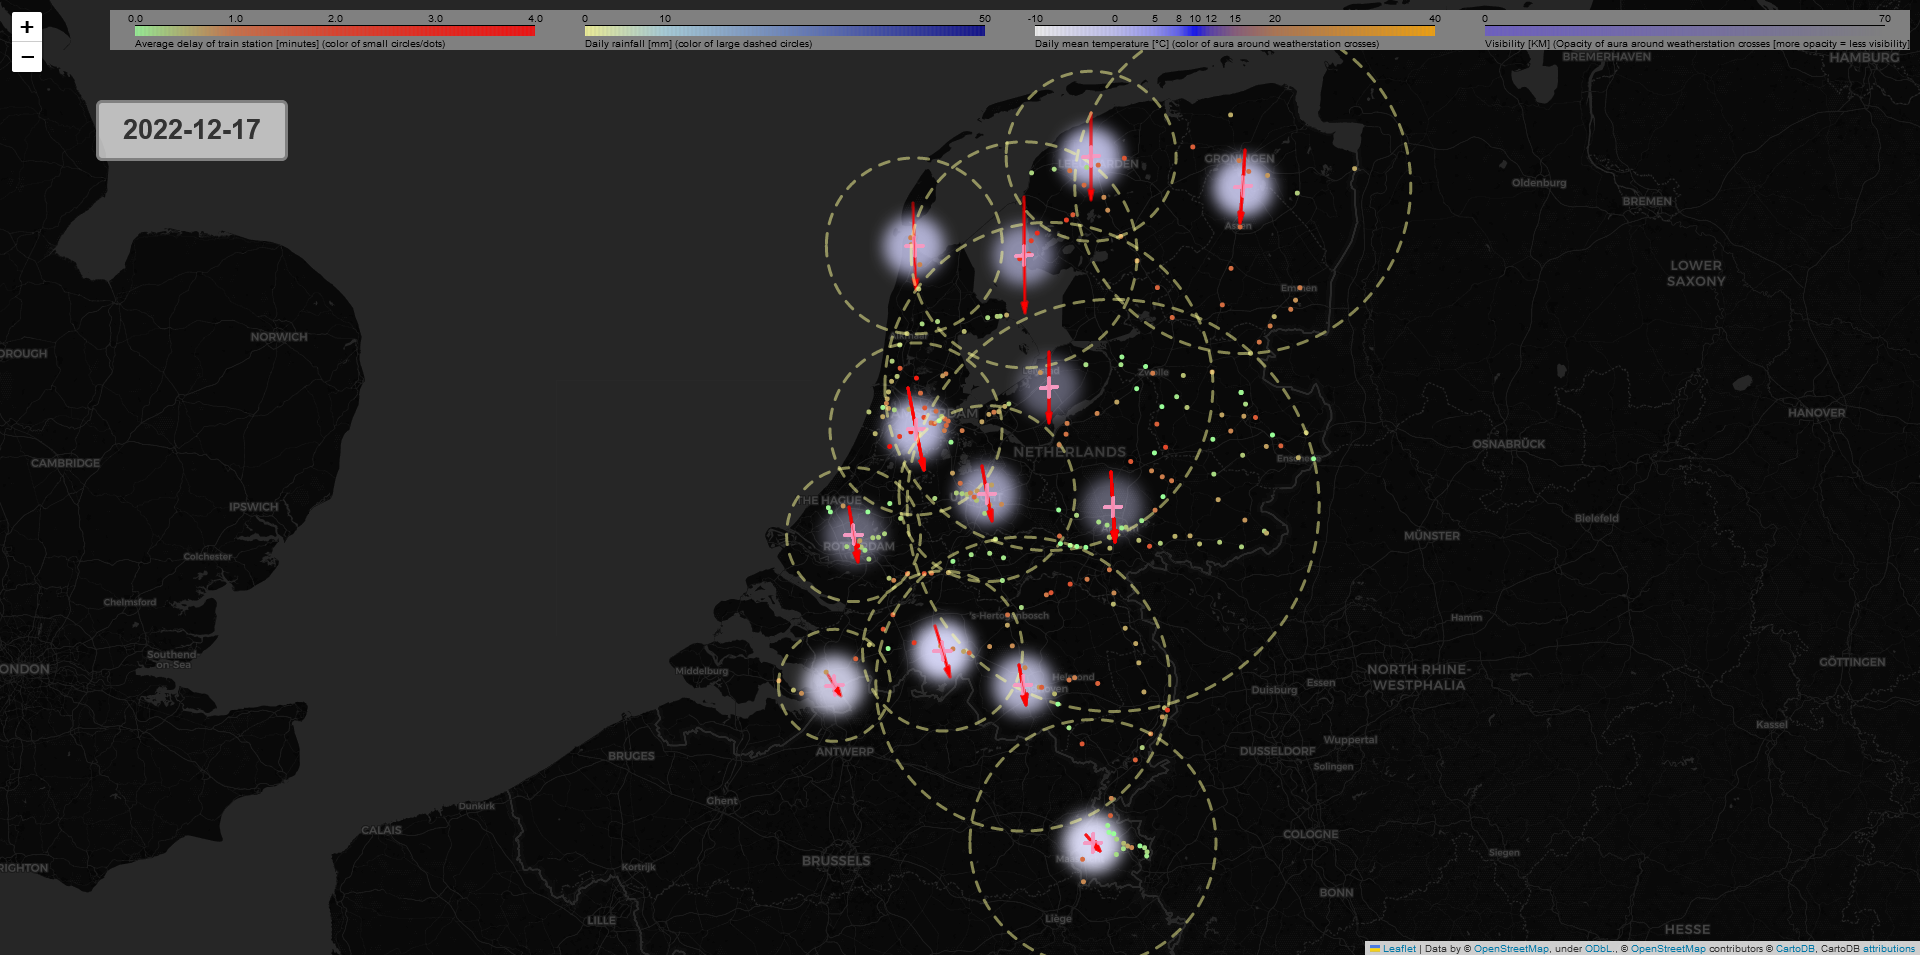 +
−
0.0 1.0 2.0 3.0 4.0
Average delay of train station [minutes] (color of small circles/dots)
0 10 50
Daily rainfall [mm] (color of large dashed circles)
-10 0 5 8 10 12 15 20 40
Daily mean temperature [°C] (color of aura around weatherstation crosses)
0 70
Visibility [KM] (Opacity of aura around weatherstation crosses [more opacity = less visibility]
2022-12-17
BREMERHAVEN
HAMBURG
GRONINGEN
Oldenburg
BREMEN
Assen
LOWER
SAXONY
Emmen
NORWICH
OROUGH
Zwolle
HANOVER
OSNABRÜCK
NETHERLANDS
CAMBRIDGE
THE HAGUE
IPSWICH
Bielefeld
MÜNSTER
ROTTERDAM
Colchester
Chelmsford
's-Hertogenbosch
Hamm
Southend
-on-Sea
ONDON
Middelburg
Helmond
NORTH RHINE-
WESTPHALIA
GÖTTINGEN
Essen
Duisburg
Kassel
ANTWERP
BRUGES
DUSSELDORF
Wuppertal
Solingen
Ghent
Dunkirk
CALAIS
COLOGNE
BRUSSELS
Siegen
RIGHTON
Kortrijk
BONN
LILLE
Liège
HESSE
Leaflet | Data by © OpenStreetMap, under ODbL., © OpenStreetMap contributors © CartoDB, CartoDB attributions